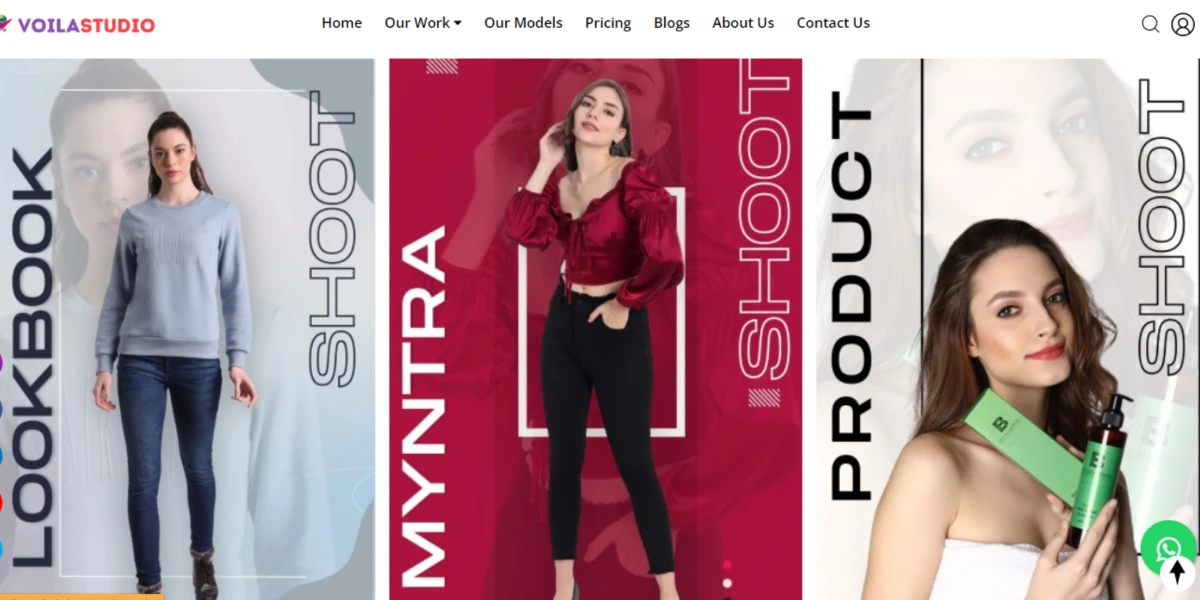 VOILASTUDIO
Home
Our Work
Our Models
Pricing
Blogs
About Us
Contact Us
LOOKBOOK
SHOOT
MYNTRA
SHOOT
PRODUCT
SHOOT
B
B